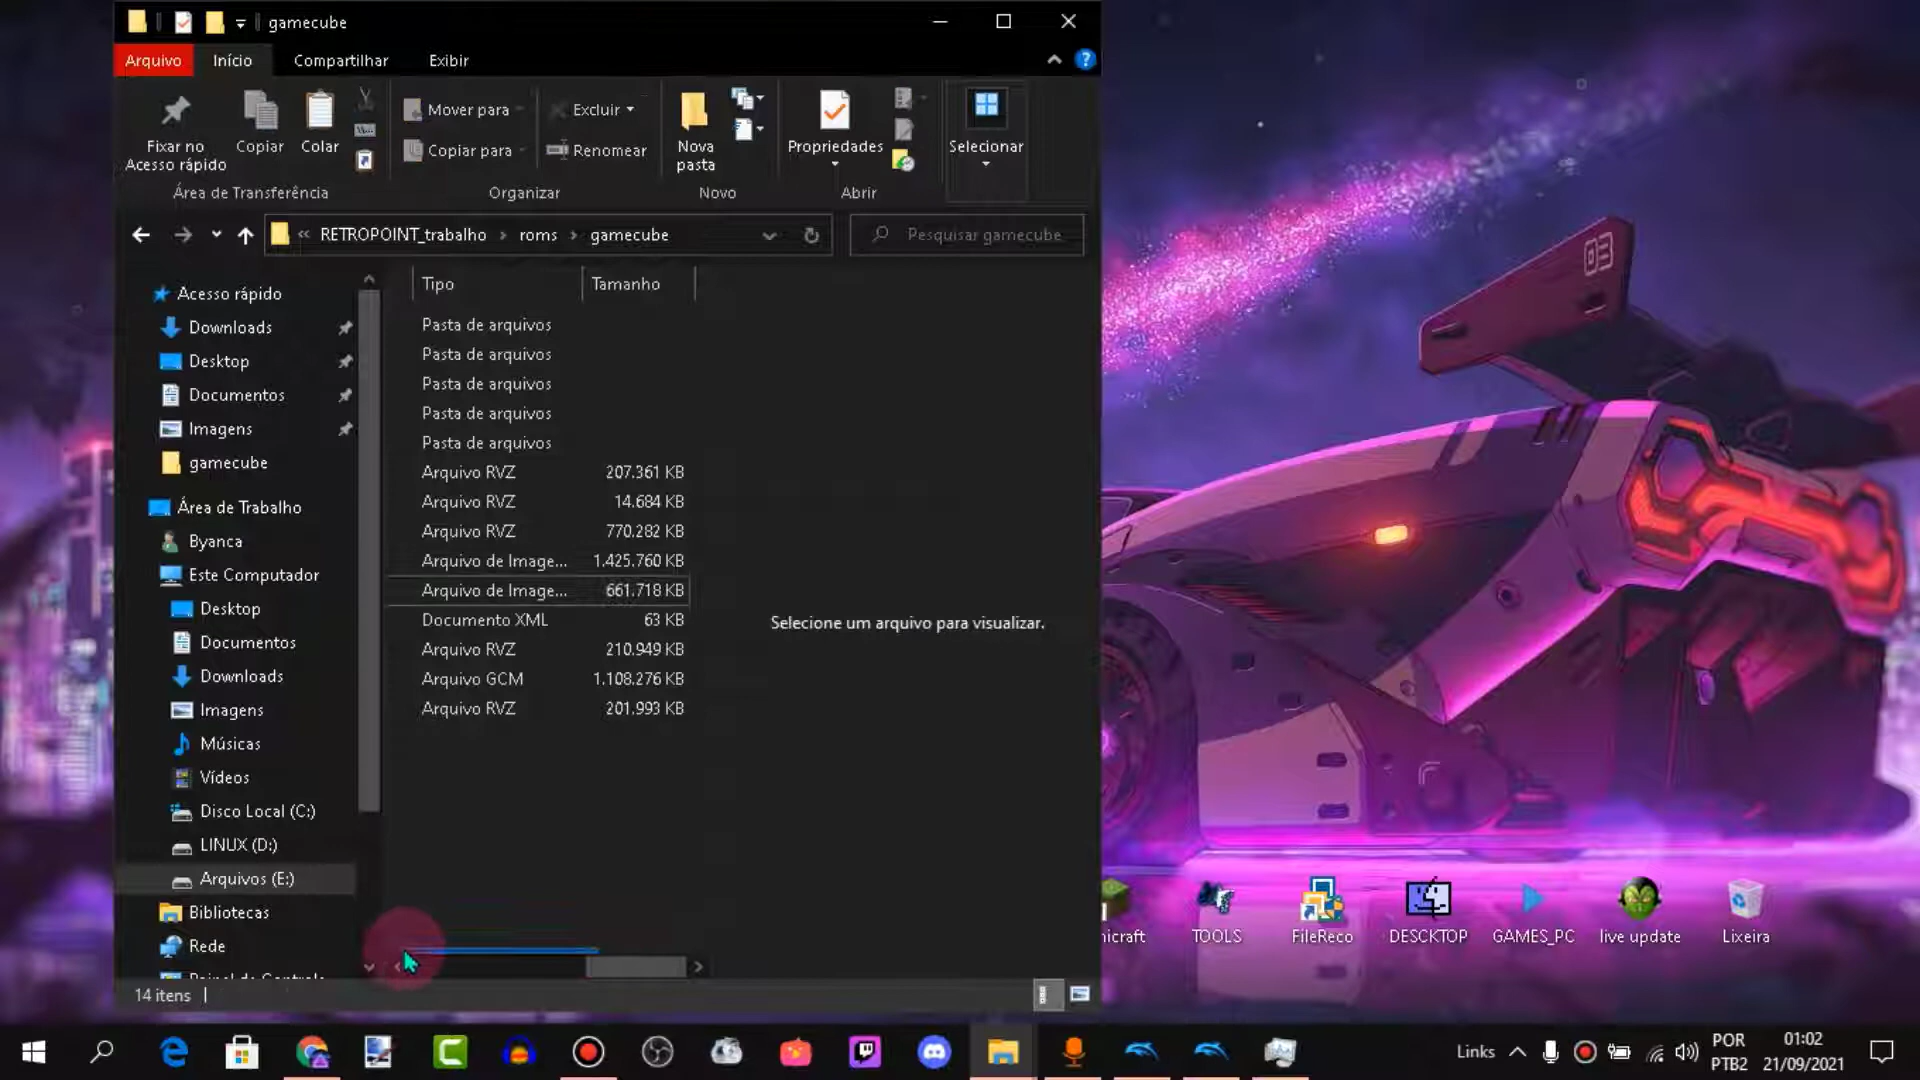 gamecube
Arquivo
Início
Compartilhar
Exibir
Fixar no
Acesso rápido
Copiar
Colar
Mover para
Copiar para
Excluir
Renomear
Nova
pasta
Propriedades
Selecionar
Área de Transferência
Organizar
Novo
Abrir
« RETROPOINT_trabalho › roms › gamecube
Pesquisar gamecube
Acesso rápido
Downloads
Desktop
Documentos
Imagens
gamecube
Área de Trabalho
Byanca
Este Computador
Desktop
Documentos
Downloads
Imagens
Músicas
Vídeos
Disco Local (C:)
LINUX (D:)
Arquivos (E:)
Bibliotecas
Rede
Painel de Controle
Tipo Tamanho
Pasta de arquivos
Pasta de arquivos
Pasta de arquivos
Pasta de arquivos
Pasta de arquivos
Arquivo RVZ 207.361 KB
Arquivo RVZ 14.684 KB
Arquivo RVZ 770.282 KB
Arquivo de Image... 1.425.760 KB
Arquivo de Image... 661.718 KB
Documento XML 63 KB
Arquivo RVZ 210.949 KB
Arquivo GCM 1.108.276 KB
Arquivo RVZ 201.993 KB
Selecione um arquivo para visualizar.
14 itens
03
icraft
TOOLS
FileReco
DESCKTOP
GAMES_PC
live update
Lixeira
Links
POR
PTB2
01:02
21/09/2021